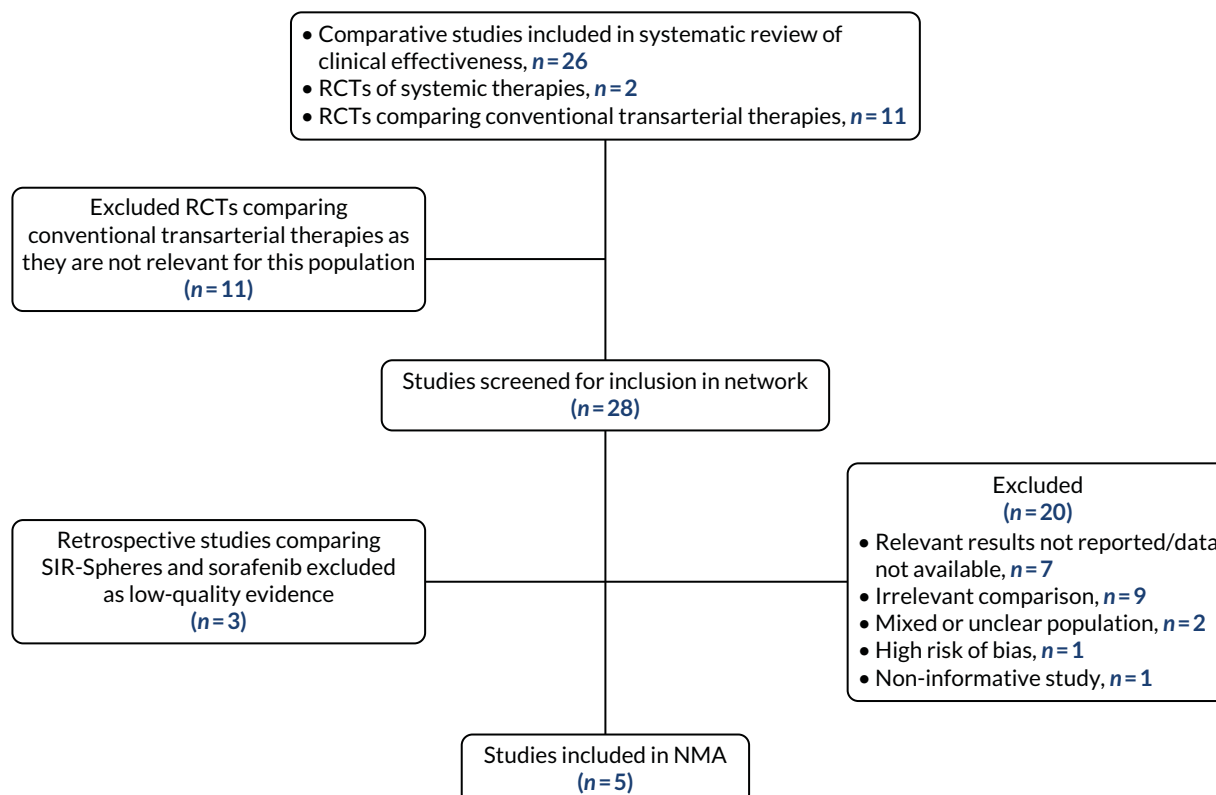 • Comparative studies included in systematic review of
clinical effectiveness, n=26
• RCTs of systemic therapies, n=2
• RCTs comparing conventional transarterial therapies, n=11
Excluded RCTs comparing
conventional transarterial therapies as
they are not relevant for this population
(n=11)
Studies screened for inclusion in network
(n=28)
Retrospective studies comparing
SIR-Spheres and sorafenib excluded
as low-quality evidence
(n=3)
Excluded
(n=20)
• Relevant results not reported/data
not available, n=7
• Irrelevant comparison, n=9
• Mixed or unclear population, n=2
• High risk of bias, n=1
• Non-informative study, n=1
Studies included in NMA
(n=5)